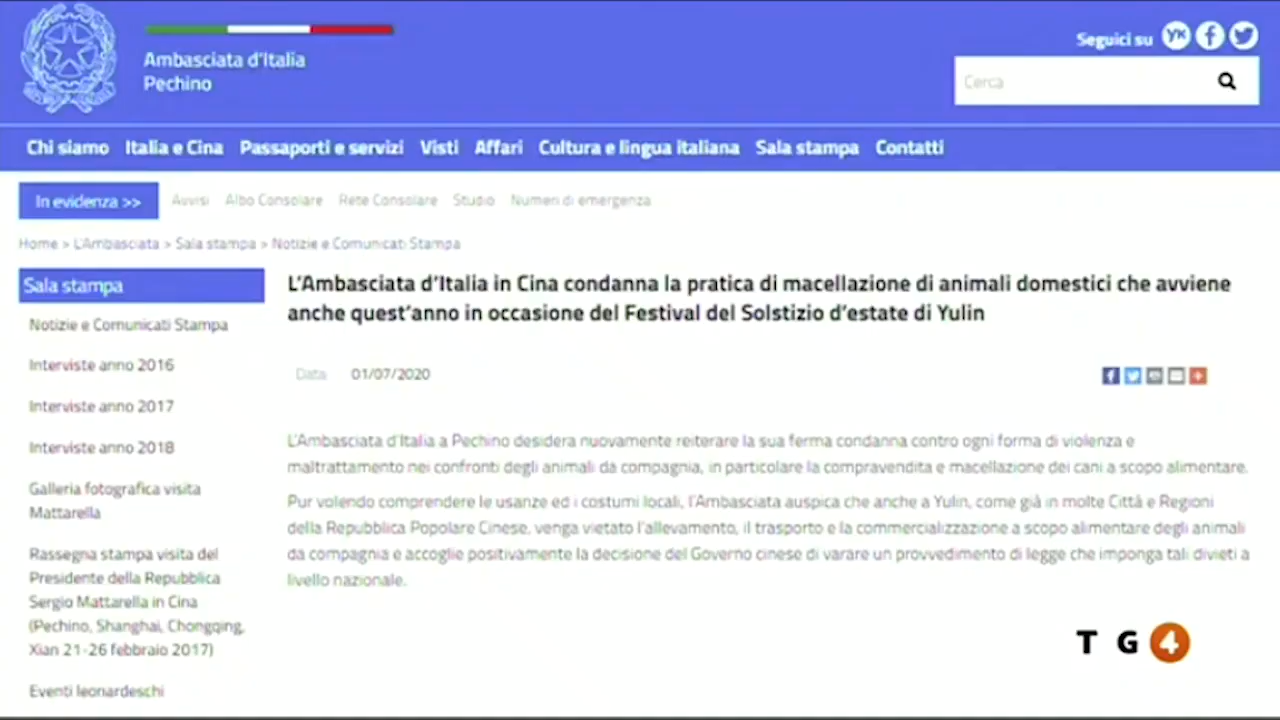 Ambasciata d'Italia
Pechino
Seguici su
Cerca
Chi siamo Italia e Cina Passaporti e servizi Visti Affari Cultura e lingua italiana Sala stampa Contatti
In evidenza >> Avvisi Albo Consolare Rete Consolare Studio Numeri di emergenza
Home > L'Ambasciata > Sala stampa > Notizie e Comunicati Stampa
Sala stampa
Notizie e Comunicati Stampa
Interviste anno 2016
Interviste anno 2017
Interviste anno 2018
Galleria fotografica visita
Mattarella
Rassegna stampa visita del
Presidente della Repubblica
Sergio Mattarella in Cina
(Pechino, Shanghai, Chongqing,
Xian 21-26 febbraio 2017)
Eventi leonardeschi
L'Ambasciata d'Italia in Cina condanna la pratica di macellazione di animali domestici che avviene
anche quest'anno in occasione del Festival del Solstizio d'estate di Yulin
Data 01/07/2020
L'Ambasciata d'Italia a Pechino desidera nuovamente reiterare la sua ferma condanna contro ogni forma di violenza e
maltrattamento nei confronti degli animali da compagnia, in particolare la compravendita e macellazione dei cani a scopo alimentare.
Pur volendo comprendere le usanze ed i costumi locali, l'Ambasciata auspica che anche a Yulin, come già in molte Città e Regioni
della Repubblica Popolare Cinese, venga vietato l'allevamento, il trasporto e la commercializzazione a scopo alimentare degli animali
da compagnia e accoglie positivamente la decisione del Governo cinese di varare un provvedimento di legge che imponga tali divieti a
livello nazionale.
TG4